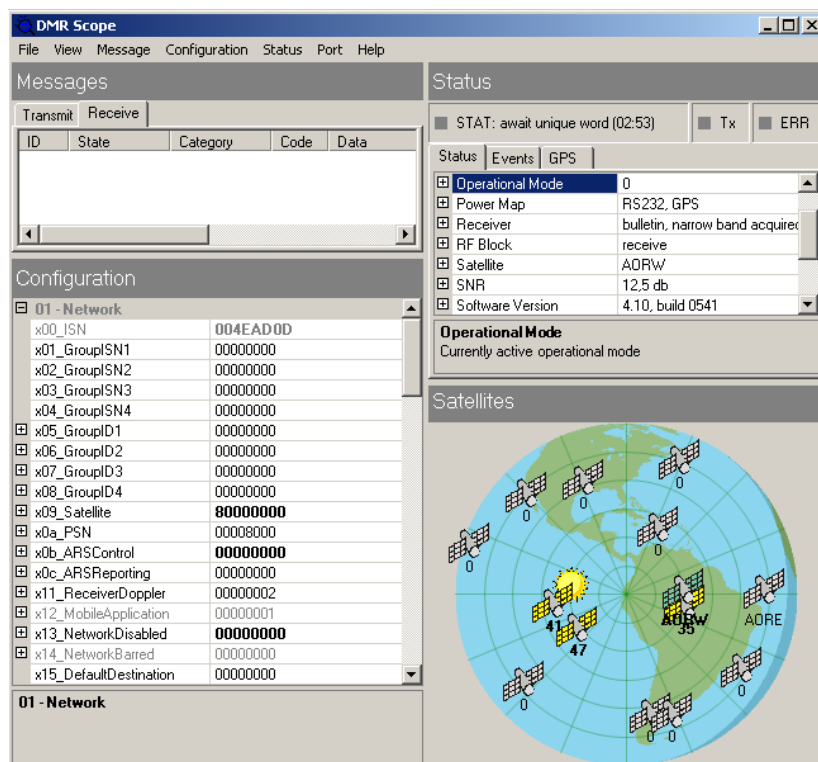 DMR Scope
File View Message Configuration Status Port Help
Messages
Transmit Receive
ID State Category Code Data
Configuration
01 - Network
x00_ISN 004EAD0D
x01_GroupISN1 00000000
x02_GroupISN2 00000000
x03_GroupISN3 00000000
x04_GroupISN4 00000000
x05_GroupID1 00000000
x06_GroupID2 00000000
x07_GroupID3 00000000
x08_GroupID4 00000000
x09_Satellite 80000000
x0a_PSN 00008000
x0b_ARSControl 00000000
x0c_ARSReporting 00000000
x11_ReceiverDoppler 00000002
x12_MobileApplication 00000001
x13_NetworkDisabled 00000000
x14_NetworkBarred 00000000
x15_DefaultDestination 00000000
01 - Network
Status
STAT: await unique word (02:53) Tx ERR
Status Events GPS
Operational Mode 0
Power Map RS232, GPS
Receiver bulletin, narrow band acquired
RF Block receive
Satellite AORW
SNR 12,5 db
Software Version 4.10, build 0541
Operational Mode
Currently active operational mode
Satellites
0
0
0
0
0
41
47
AORW
35
AORE
0
0
0 0